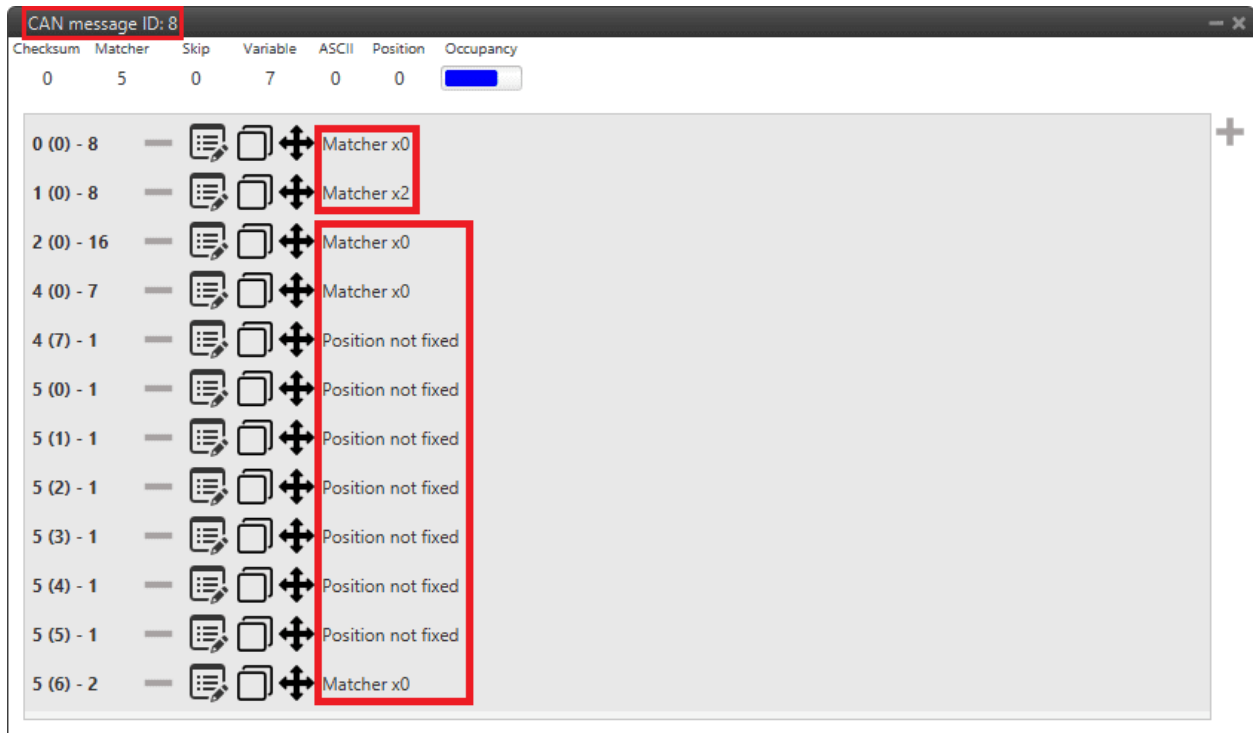 CAN message ID: 8
Checksum Matcher Skip Variable ASCII Position Occupancy
0 5 0 7 0 0
0 (0) - 8 Matcher x0
1 (0) - 8 Matcher x2
2 (0) - 16 Matcher x0
4 (0) - 7 Matcher x0
4 (7) - 1 Position not fixed
5 (0) - 1 Position not fixed
5 (1) - 1 Position not fixed
5 (2) - 1 Position not fixed
5 (3) - 1 Position not fixed
5 (4) - 1 Position not fixed
5 (5) - 1 Position not fixed
5 (6) - 2 Matcher x0